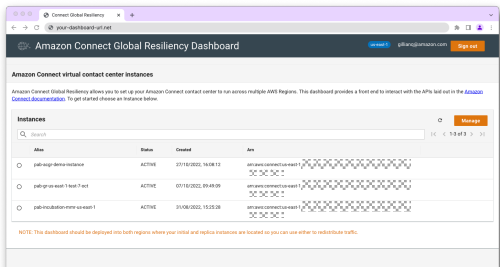 Connect Global Resiliency
your-dashboard-url.net
Amazon Connect Global Resiliency Dashboard
us-east-1
gillianq@amazon.com
Sign out
Amazon Connect virtual contact center instances
Amazon Connect Global Resiliency allows you to set up your Amazon Connect contact center to run across multiple AWS Regions. This dashboard provides a front end to interact with the APIs laid out in the Amazon
Connect documentation. To get started choose an Instance below.
Instances
Manage
Search
1-3 of 3
Alias Status Created Arn
pab-acgr-demo-instance ACTIVE 27/10/2022, 16:08:12 arn:aws:connect:us-east-1
pab-gr-us-east-1-test-7-oct ACTIVE 07/10/2022, 09:49:09 arn:aws:connect:us-east-1
pab-incubation-mmr-us-east-1 ACTIVE 31/08/2022, 15:25:28 arn:aws:connect:us-east-1
NOTE: This dashboard should be deployed into both regions where your initial and replica instances are located so you can use either to redistribute traffic.